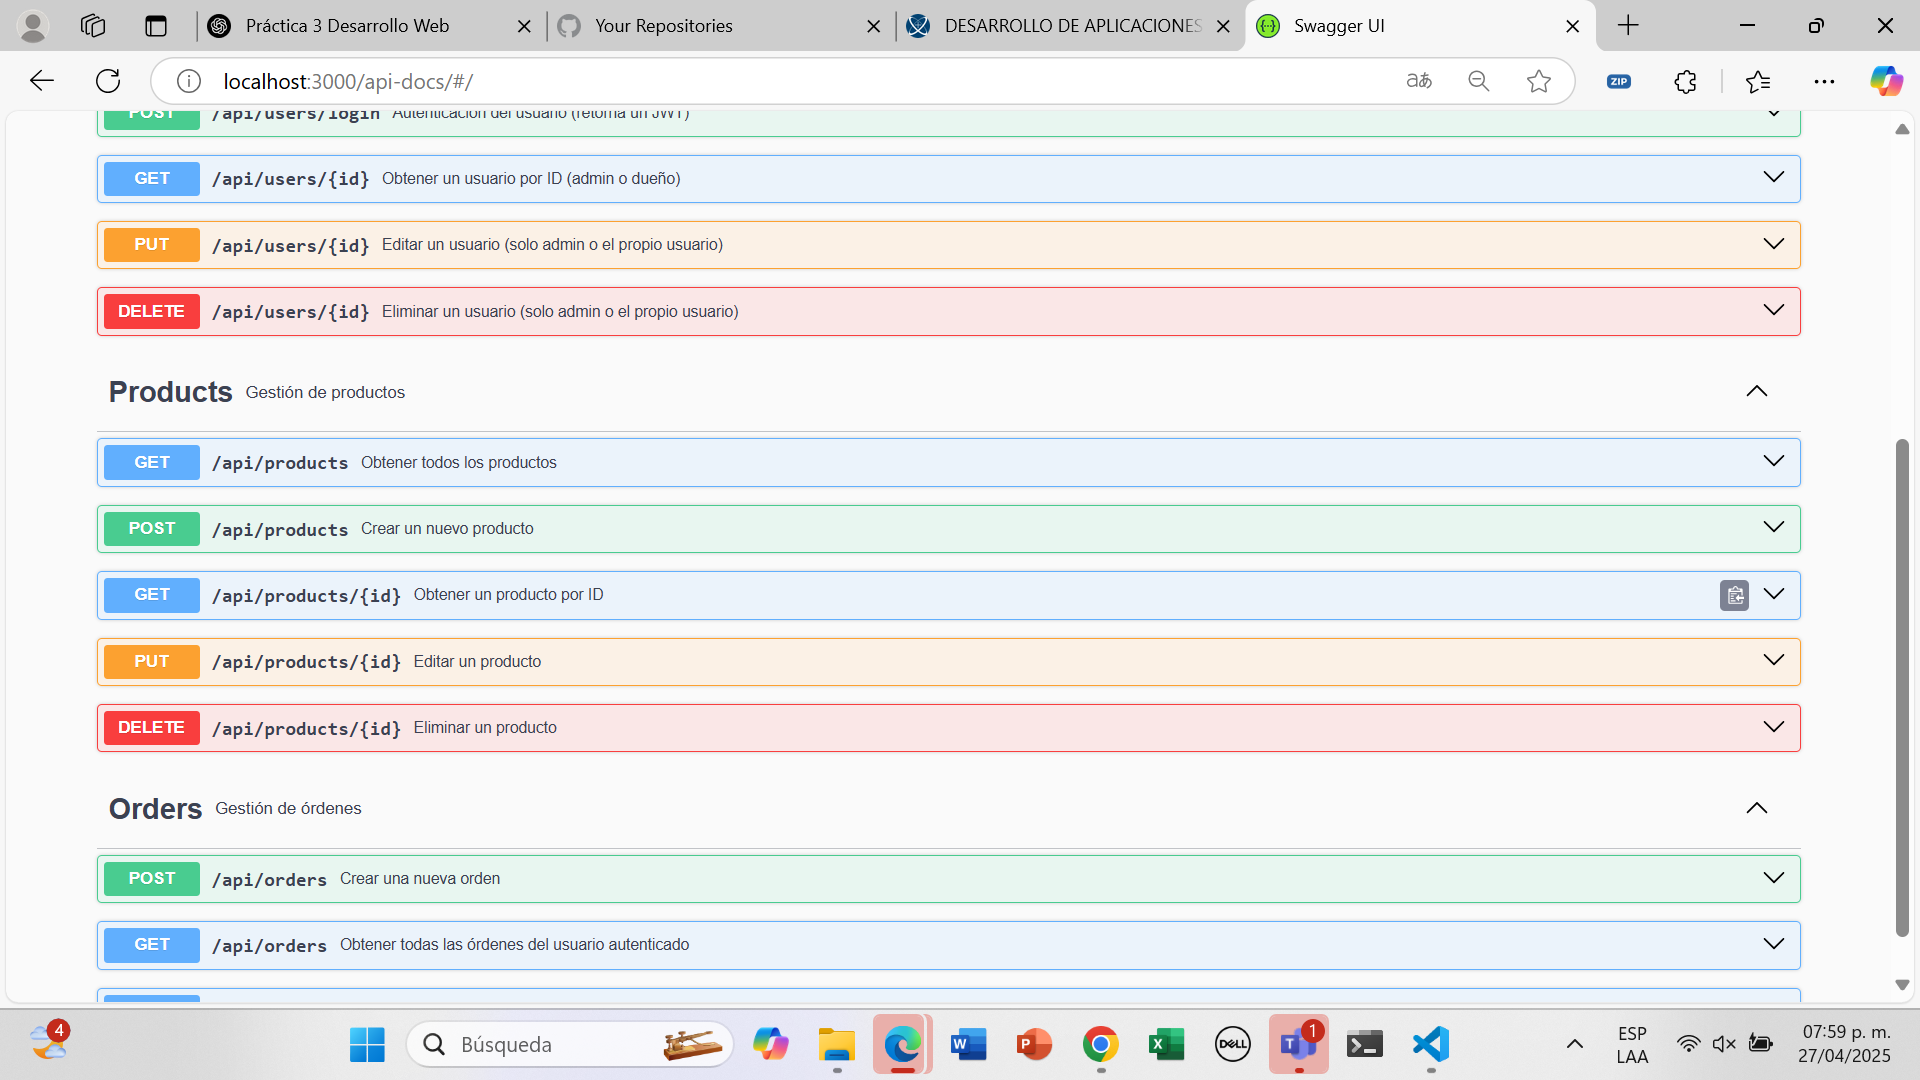 Práctica 3 Desarrollo Web
Your Repositories
DESARROLLO DE APLICACIONES
Swagger UI
localhost:3000/api-docs/#/
aあ
ZIP
POST /api/users/login Autenticación del usuario (retorna un JWT)
GET /api/users/{id} Obtener un usuario por ID (admin o dueño)
PUT /api/users/{id} Editar un usuario (solo admin o el propio usuario)
DELETE /api/users/{id} Eliminar un usuario (solo admin o el propio usuario)
Products Gestión de productos
GET /api/products Obtener todos los productos
POST /api/products Crear un nuevo producto
GET /api/products/{id} Obtener un producto por ID
PUT /api/products/{id} Editar un producto
DELETE /api/products/{id} Eliminar un producto
Orders Gestión de órdenes
POST /api/orders Crear una nueva orden
GET /api/orders Obtener todas las órdenes del usuario autenticado
4
Búsqueda
W
P
X
DELL
T
1
ESP
LAA
07:59 p. m.
27/04/2025